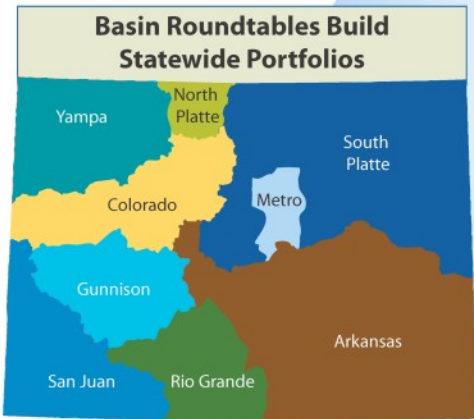 Basin Roundtables Build
Statewide Portfolios
North
Platte
Yampa
South
Platte
Colorado
Metro
Gunnison
Arkansas
San Juan
Rio Grande